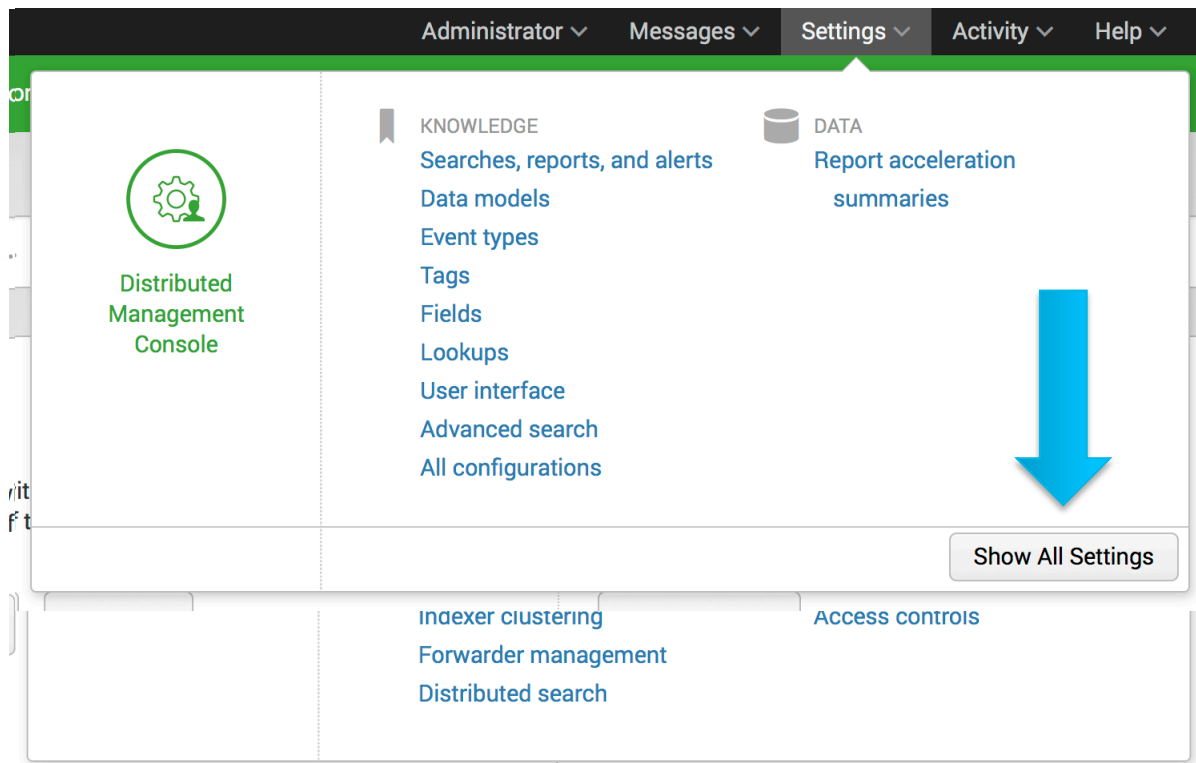 Administrator Messages Settings Activity Help
or
KNOWLEDGE
Searches, reports, and alerts
Data models
Event types
Tags
Fields
Lookups
User interface
Advanced search
All configurations
DATA
Report acceleration
summaries
Distributed
Management
Console
Show All Settings
Indexer clustering
Forwarder management
Distributed search
Access controls